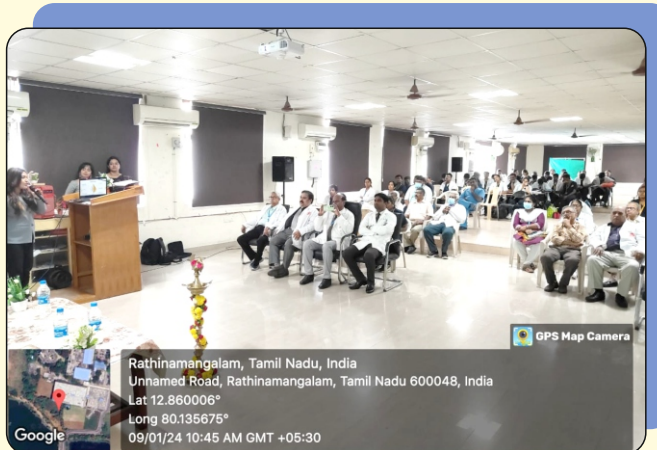 GPS Map Camera
Rathinamangalam, Tamil Nadu, India
Unnamed Road, Rathinamangalam, Tamil Nadu 600048, India
Lat 12.860006°
Long 80.135675°
09/01/24 10:45 AM GMT +05:30
Google